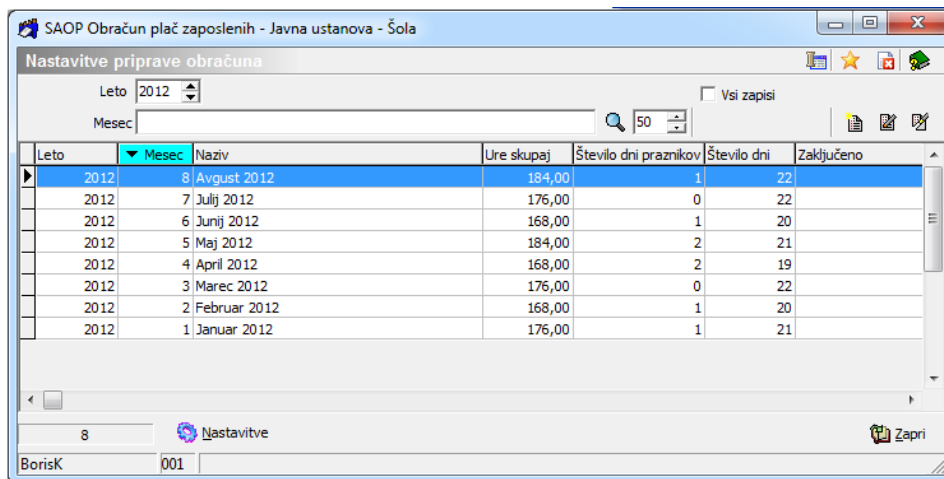 SAOP Obračun plač zaposlenih - Javna ustanova - Šola
Nastavitve priprave obračuna
Leto 2012
Vsi zapisi
Mesec 50
Leto Mesec Naziv Ure skupaj Število dni praznikov Število dni Zaključeno
2012 8 Avgust 2012 184,00 1 22
2012 7 Julij 2012 176,00 0 22
2012 6 Junij 2012 168,00 1 20
2012 5 Maj 2012 184,00 2 21
2012 4 April 2012 168,00 2 19
2012 3 Marec 2012 176,00 0 22
2012 2 Februar 2012 168,00 1 20
2012 1 Januar 2012 176,00 1 21
8 Nastavitve Zapri
BorisK 001